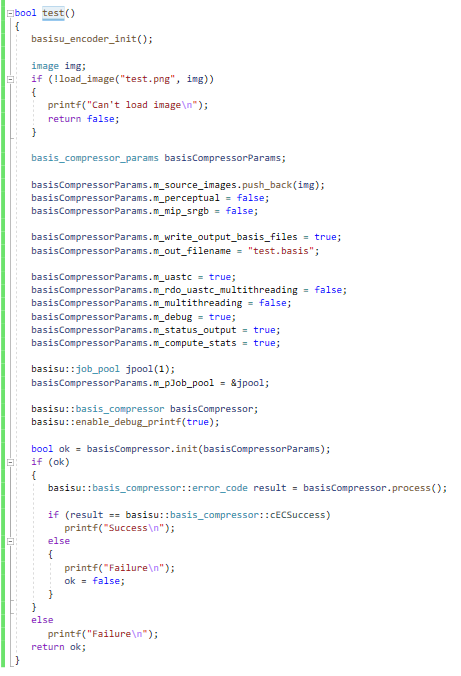 bool test()
{
    basisu_encoder_init();

    image img;
    if (!load_image("test.png", img))
    {
        printf("Can't load image\n");
        return false;
    }

    basis_compressor_params basisCompressorParams;

    basisCompressorParams.m_source_images.push_back(img);
    basisCompressorParams.m_perceptual = false;
    basisCompressorParams.m_mip_srgb = false;

    basisCompressorParams.m_write_output_basis_files = true;
    basisCompressorParams.m_out_filename = "test.basis";

    basisCompressorParams.m_uastc = true;
    basisCompressorParams.m_rdo_uastc_multithreading = false;
    basisCompressorParams.m_multithreading = false;
    basisCompressorParams.m_debug = true;
    basisCompressorParams.m_status_output = true;
    basisCompressorParams.m_compute_stats = true;

    basisu::job_pool jpool(1);
    basisCompressorParams.m_pJob_pool = &jpool;

    basisu::basis_compressor basisCompressor;
    basisu::enable_debug_printf(true);

    bool ok = basisCompressor.init(basisCompressorParams);
    if (ok)
    {
        basisu::basis_compressor::error_code result = basisCompressor.process();

        if (result == basisu::basis_compressor::cECSuccess)
            printf("Success\n");
        else
        {
            printf("Failure\n");
            ok = false;
        }
    }
    else
        printf("Failure\n");
    return ok;
}